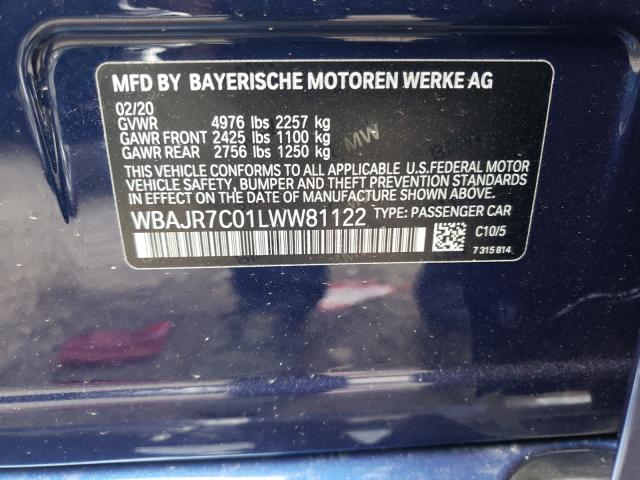 MFD BY BAYERISCHE MOTOREN WERKE AG
02/20
GVWR 4976 lbs 2257 kg
GAWR FRONT 2425 lbs 1100 kg
GAWR REAR 2756 lbs 1250 kg
THIS VEHICLE CONFORMS TO ALL APPLICABLE U.S.FEDERAL MOTOR
VEHICLE SAFETY, BUMPER AND THEFT PREVENTION STANDARDS
IN EFFECT ON THE DATE OF MANUFACTURE SHOWN ABOVE.
WBAJR7C01LWW81122 TYPE: PASSENGER CAR
C10/5
7315814